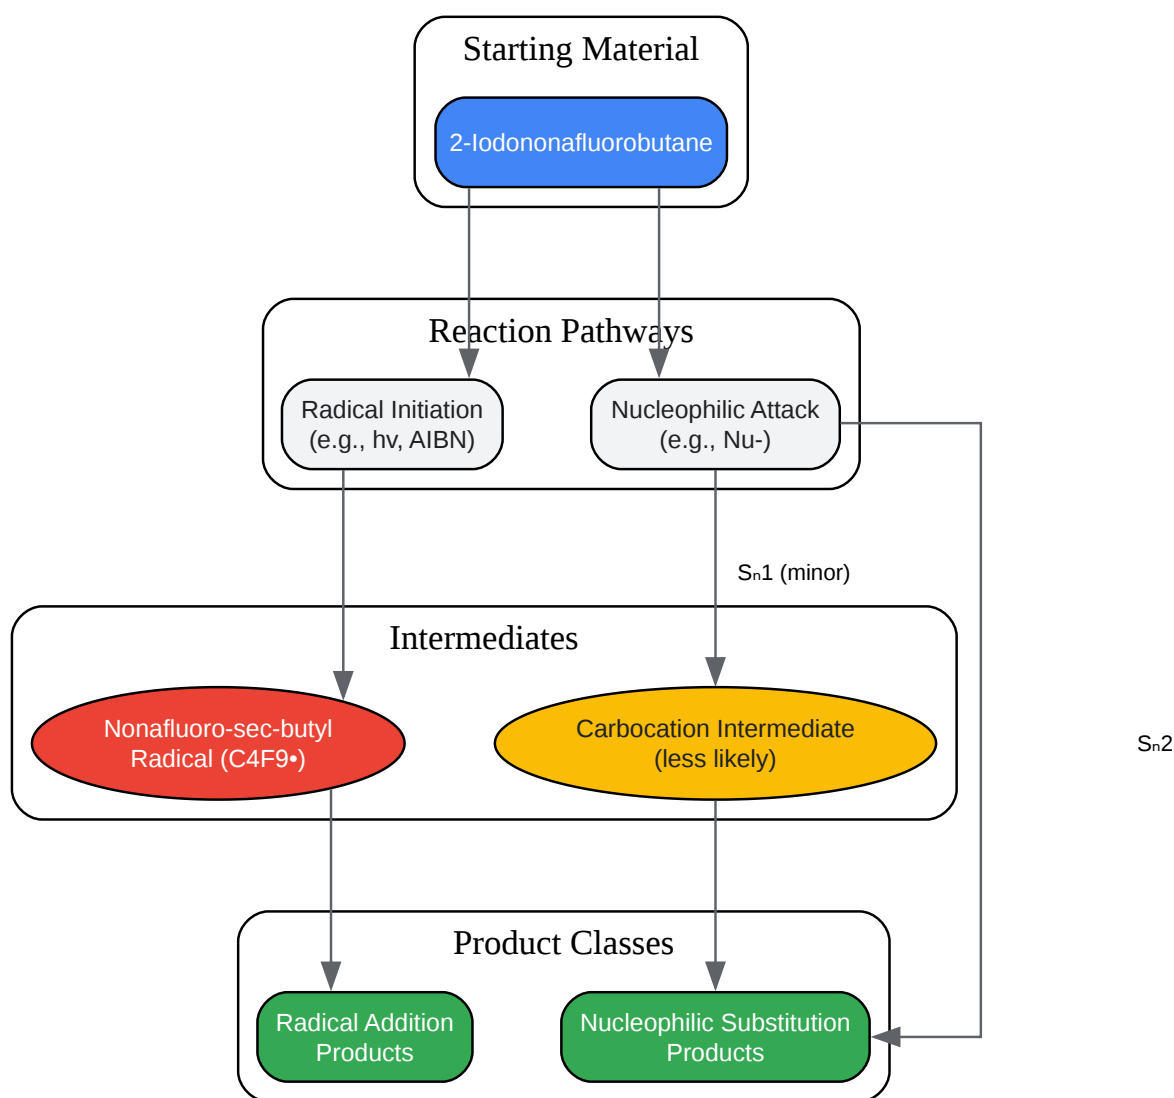 Starting Material
2-Iodononafluorobutane
Reaction Pathways
Radical Initiation
(e.g., hv, AIBN)
Nucleophilic Attack
(e.g., Nu-)
Sₙ1 (minor)
Intermediates
Nonafluoro-sec-butyl
Radical (C4F9•)
Carbocation Intermediate
(less likely)
Sₙ2
Product Classes
Radical Addition
Products
Nucleophilic Substitution
Products